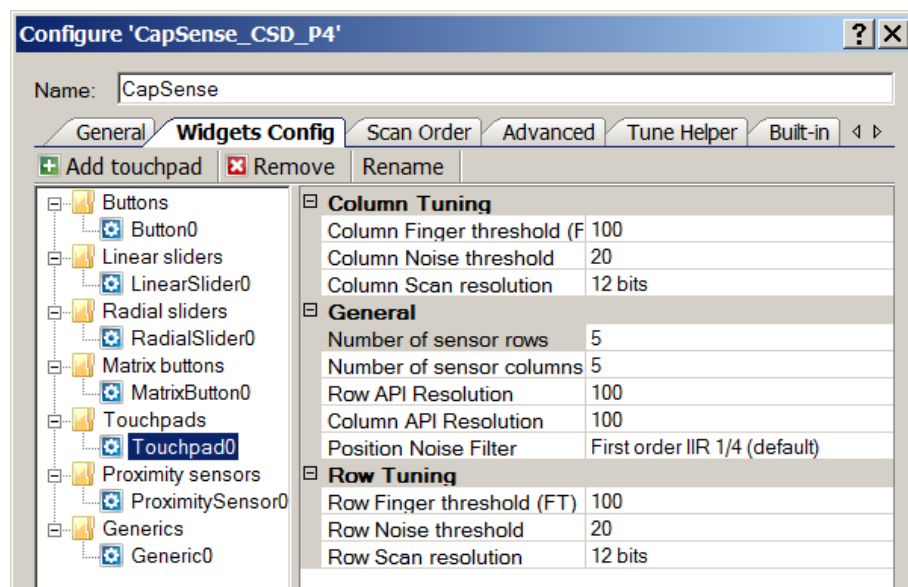 Configure 'CapSense_CSD_P4'
Name: CapSense
General Widgets Config Scan Order Advanced Tune Helper Built-in
Add touchpad Remove Rename
Buttons
Button0
Linear sliders
LinearSlider0
Radial sliders
RadialSlider0
Matrix buttons
MatrixButton0
Touchpads
Touchpad0
Proximity sensors
ProximitySensor0
Generics
Generic0
Column Tuning
Column Finger threshold (F 100
Column Noise threshold 20
Column Scan resolution 12 bits
General
Number of sensor rows 5
Number of sensor columns 5
Row API Resolution 100
Column API Resolution 100
Position Noise Filter First order IIR 1/4 (default)
Row Tuning
Row Finger threshold (FT) 100
Row Noise threshold 20
Row Scan resolution 12 bits